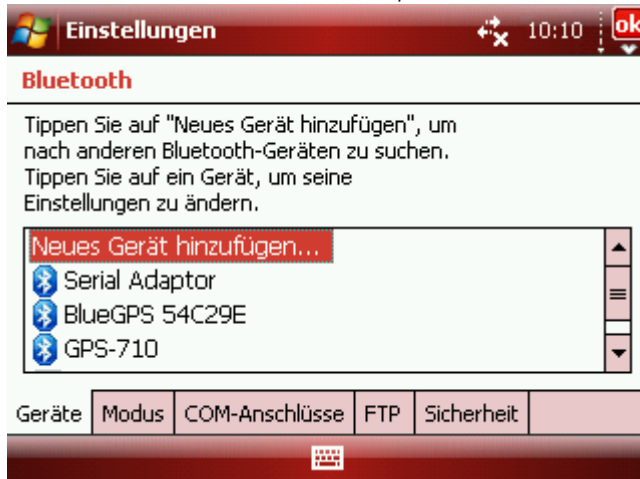 Einstellungen 10:10 ok
Bluetooth
Tippen Sie auf "Neues Gerät hinzufügen", um
nach anderen Bluetooth-Geräten zu suchen.
Tippen Sie auf ein Gerät, um seine
Einstellungen zu ändern.
Neues Gerät hinzufügen...
Serial Adaptor
BlueGPS 54C29E
GPS-710
Geräte Modus COM-Anschlüsse FTP Sicherheit